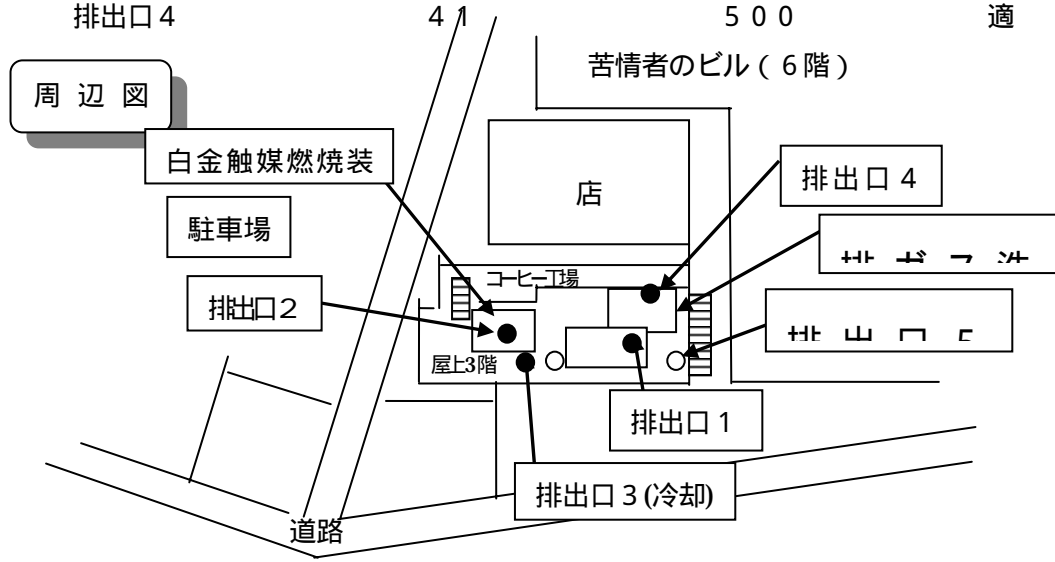 排出口4 41 500 適
苦情者のビル(6階)
周辺図
白金触媒燃焼装
排出口4
店
駐車場
コーヒー工場
排出口2
屋上3階
排出口1
排出口3(冷却)
道路